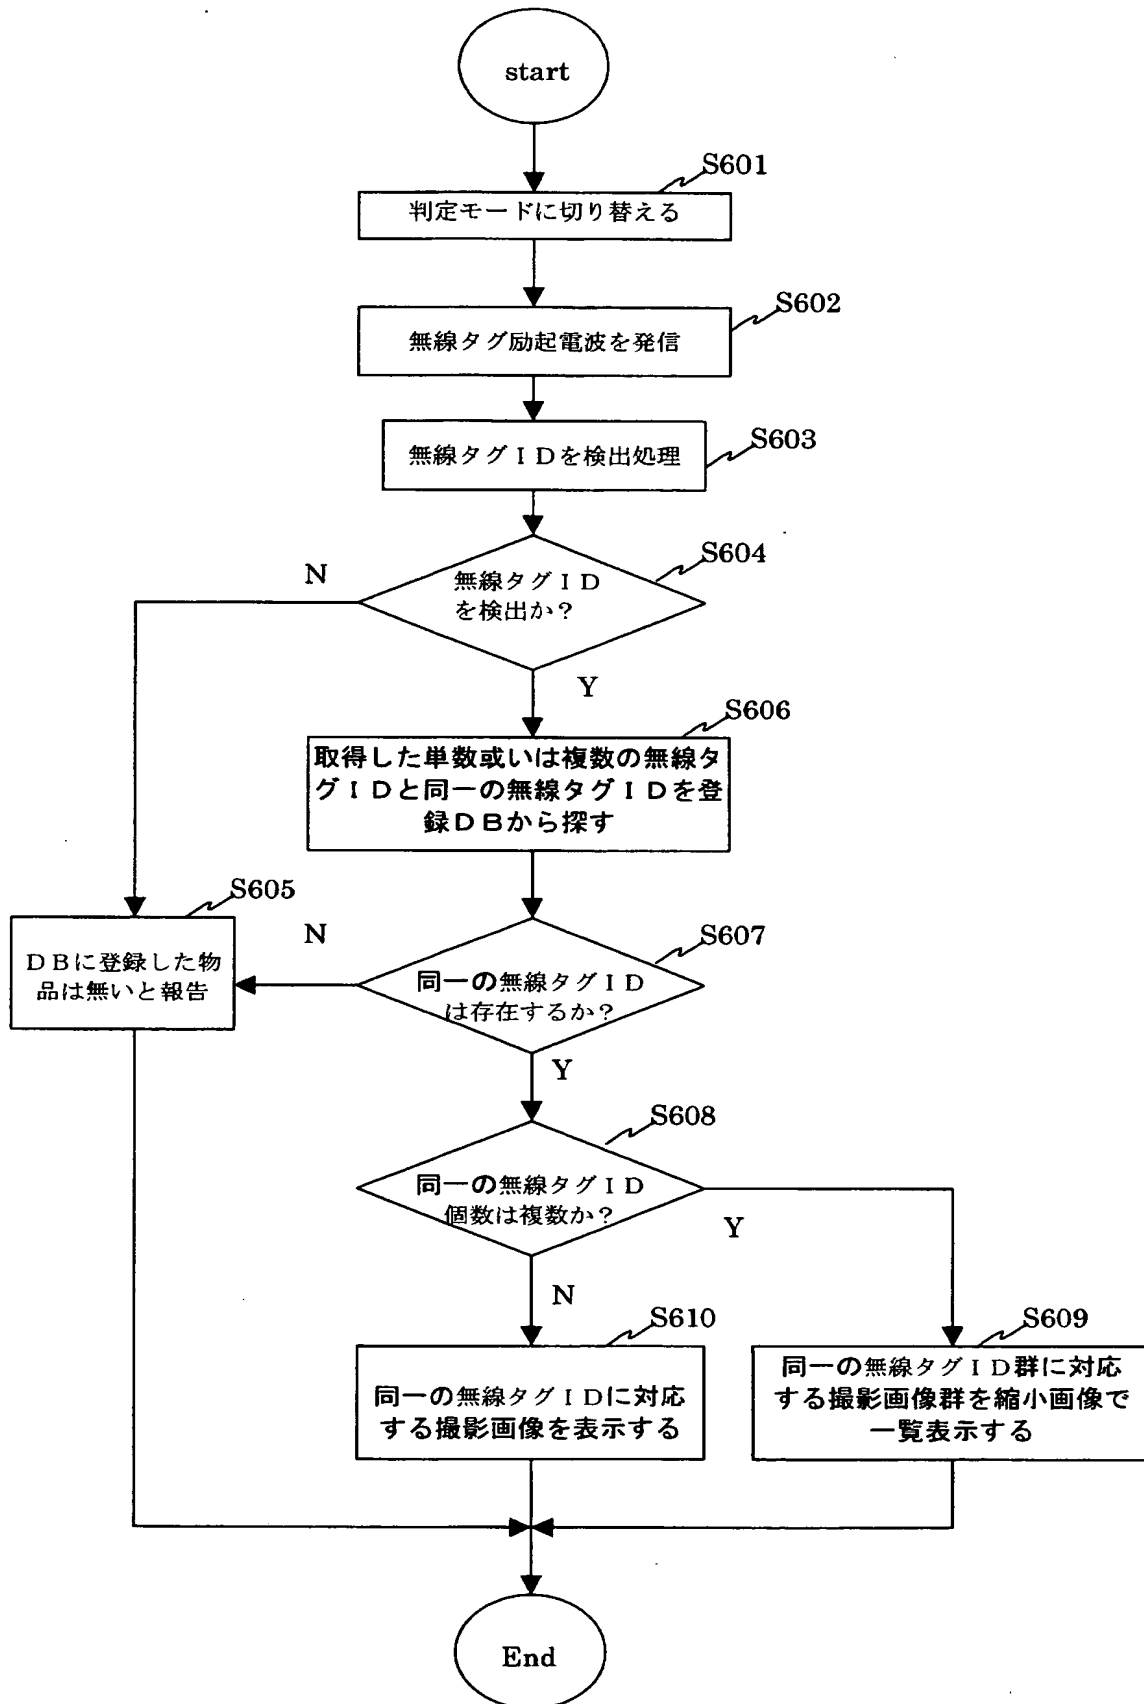 start
S601
判定モードに切り替える
S602
無線タグ励起電波を発信
S603
無線タグＩＤを検出処理
S604
無線タグＩＤ
を検出か？
N
Y
S606
取得した単数或いは複数の無線タ
グＩＤと同一の無線タグＩＤを登
録ＤＢから探す
S605
ＤＢに登録した物
品は無いと報告
N
S607
同一の無線タグＩＤ
は存在するか？
Y
S608
同一の無線タグＩＤ
個数は複数か？
Y
N
S610
同一の無線タグＩＤに対応
する撮影画像を表示する
S609
同一の無線タグＩＤ群に対応
する撮影画像群を縮小画像で
一覧表示する
End